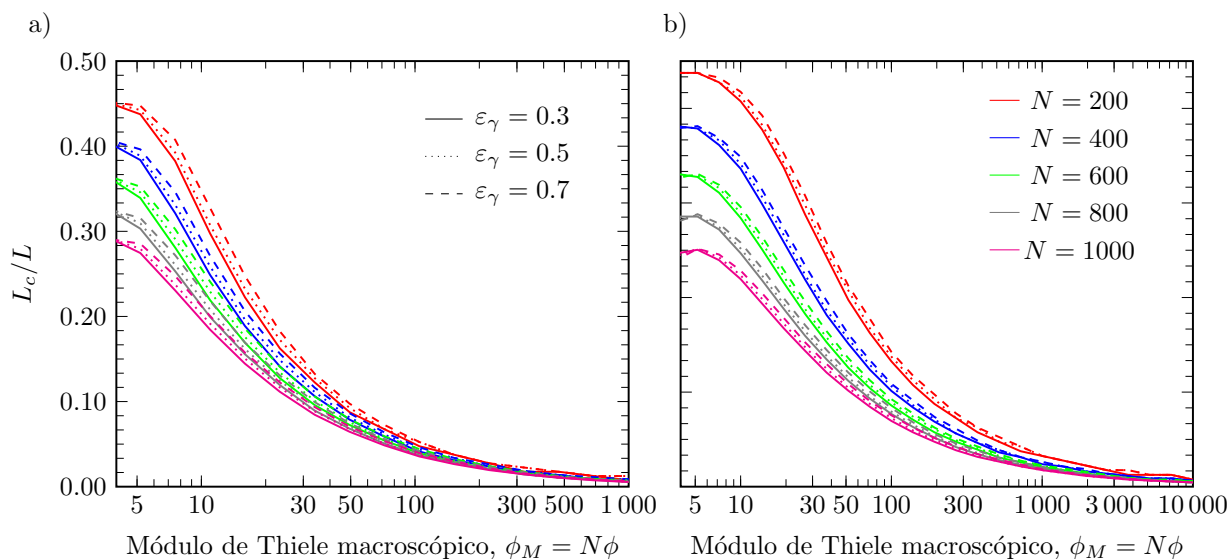 a)
b)
0.50
0.40
0.30
0.20
0.10
0.00
L_c/L
ε_γ = 0.3
ε_γ = 0.5
ε_γ = 0.7
N = 200
N = 400
N = 600
N = 800
N = 1000
5 10 30 50 100 300 500 1 000
5 10 30 50 100 300 1 000 3 000 10 000
Módulo de Thiele macroscópico, ϕ_M = Nϕ
Módulo de Thiele macroscópico, ϕ_M = Nϕ